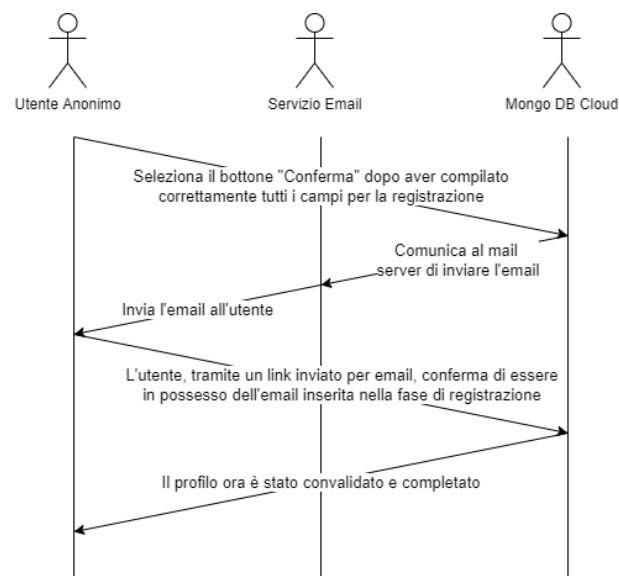 Utente Anonimo
Servizio Email
Mongo DB Cloud
Seleziona il bottone "Conferma" dopo aver compilato
correttamente tutti i campi per la registrazione
Comunica al mail
server di inviare l'email
Invia l'email all'utente
L'utente, tramite un link inviato per email, conferma di essere
in possesso dell'email inserita nella fase di registrazione
Il profilo ora è stato convalidato e completato